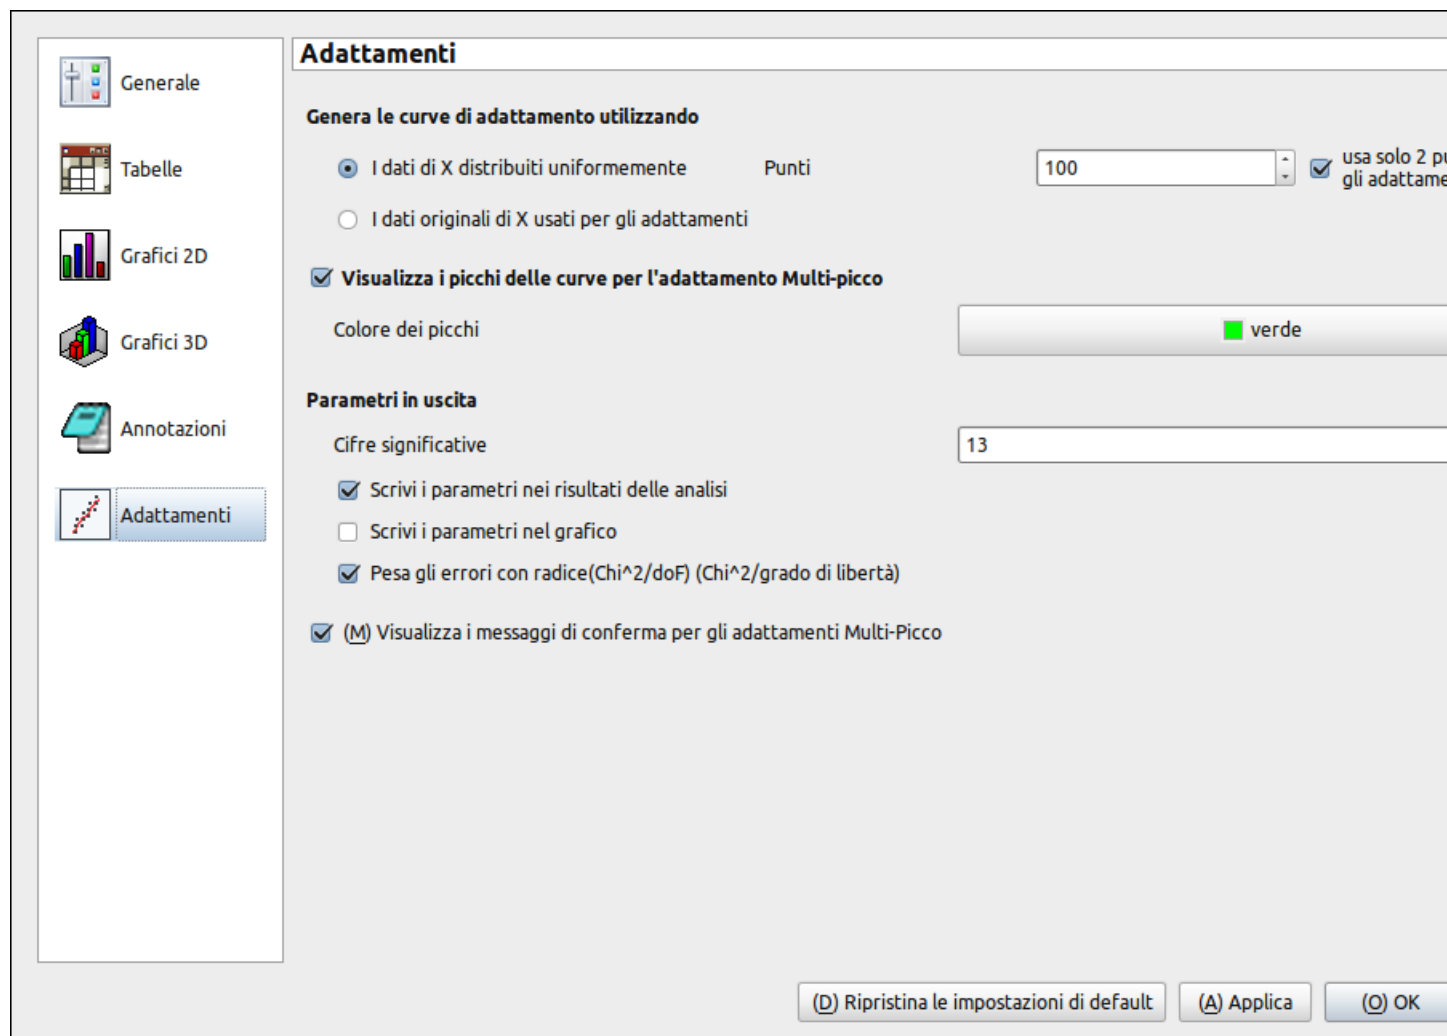 Adattamenti
Generale
Tabelle
Grafici 2D
Grafici 3D
Annotazioni
Adattamenti
Genera le curve di adattamento utilizzando
I dati di X distribuiti uniformemente Punti 100 usa solo 2
gli
I dati originali di X usati per gli adattamenti
Visualizza i picchi delle curve per l'adattamento Multi-picco
Colore dei picchi verde
Parametri in uscita
Cifre significative 13
Scrivi i parametri nei risultati delle analisi
Scrivi i parametri nel grafico
Pesa gli errori con radice(Chi^2/doF) (Chi^2/grado di libertà)
(M) Visualizza i messaggi di conferma per gli adattamenti Multi-Picco
(D) Ripristina le impostazioni di default (A) Applica (O) OK